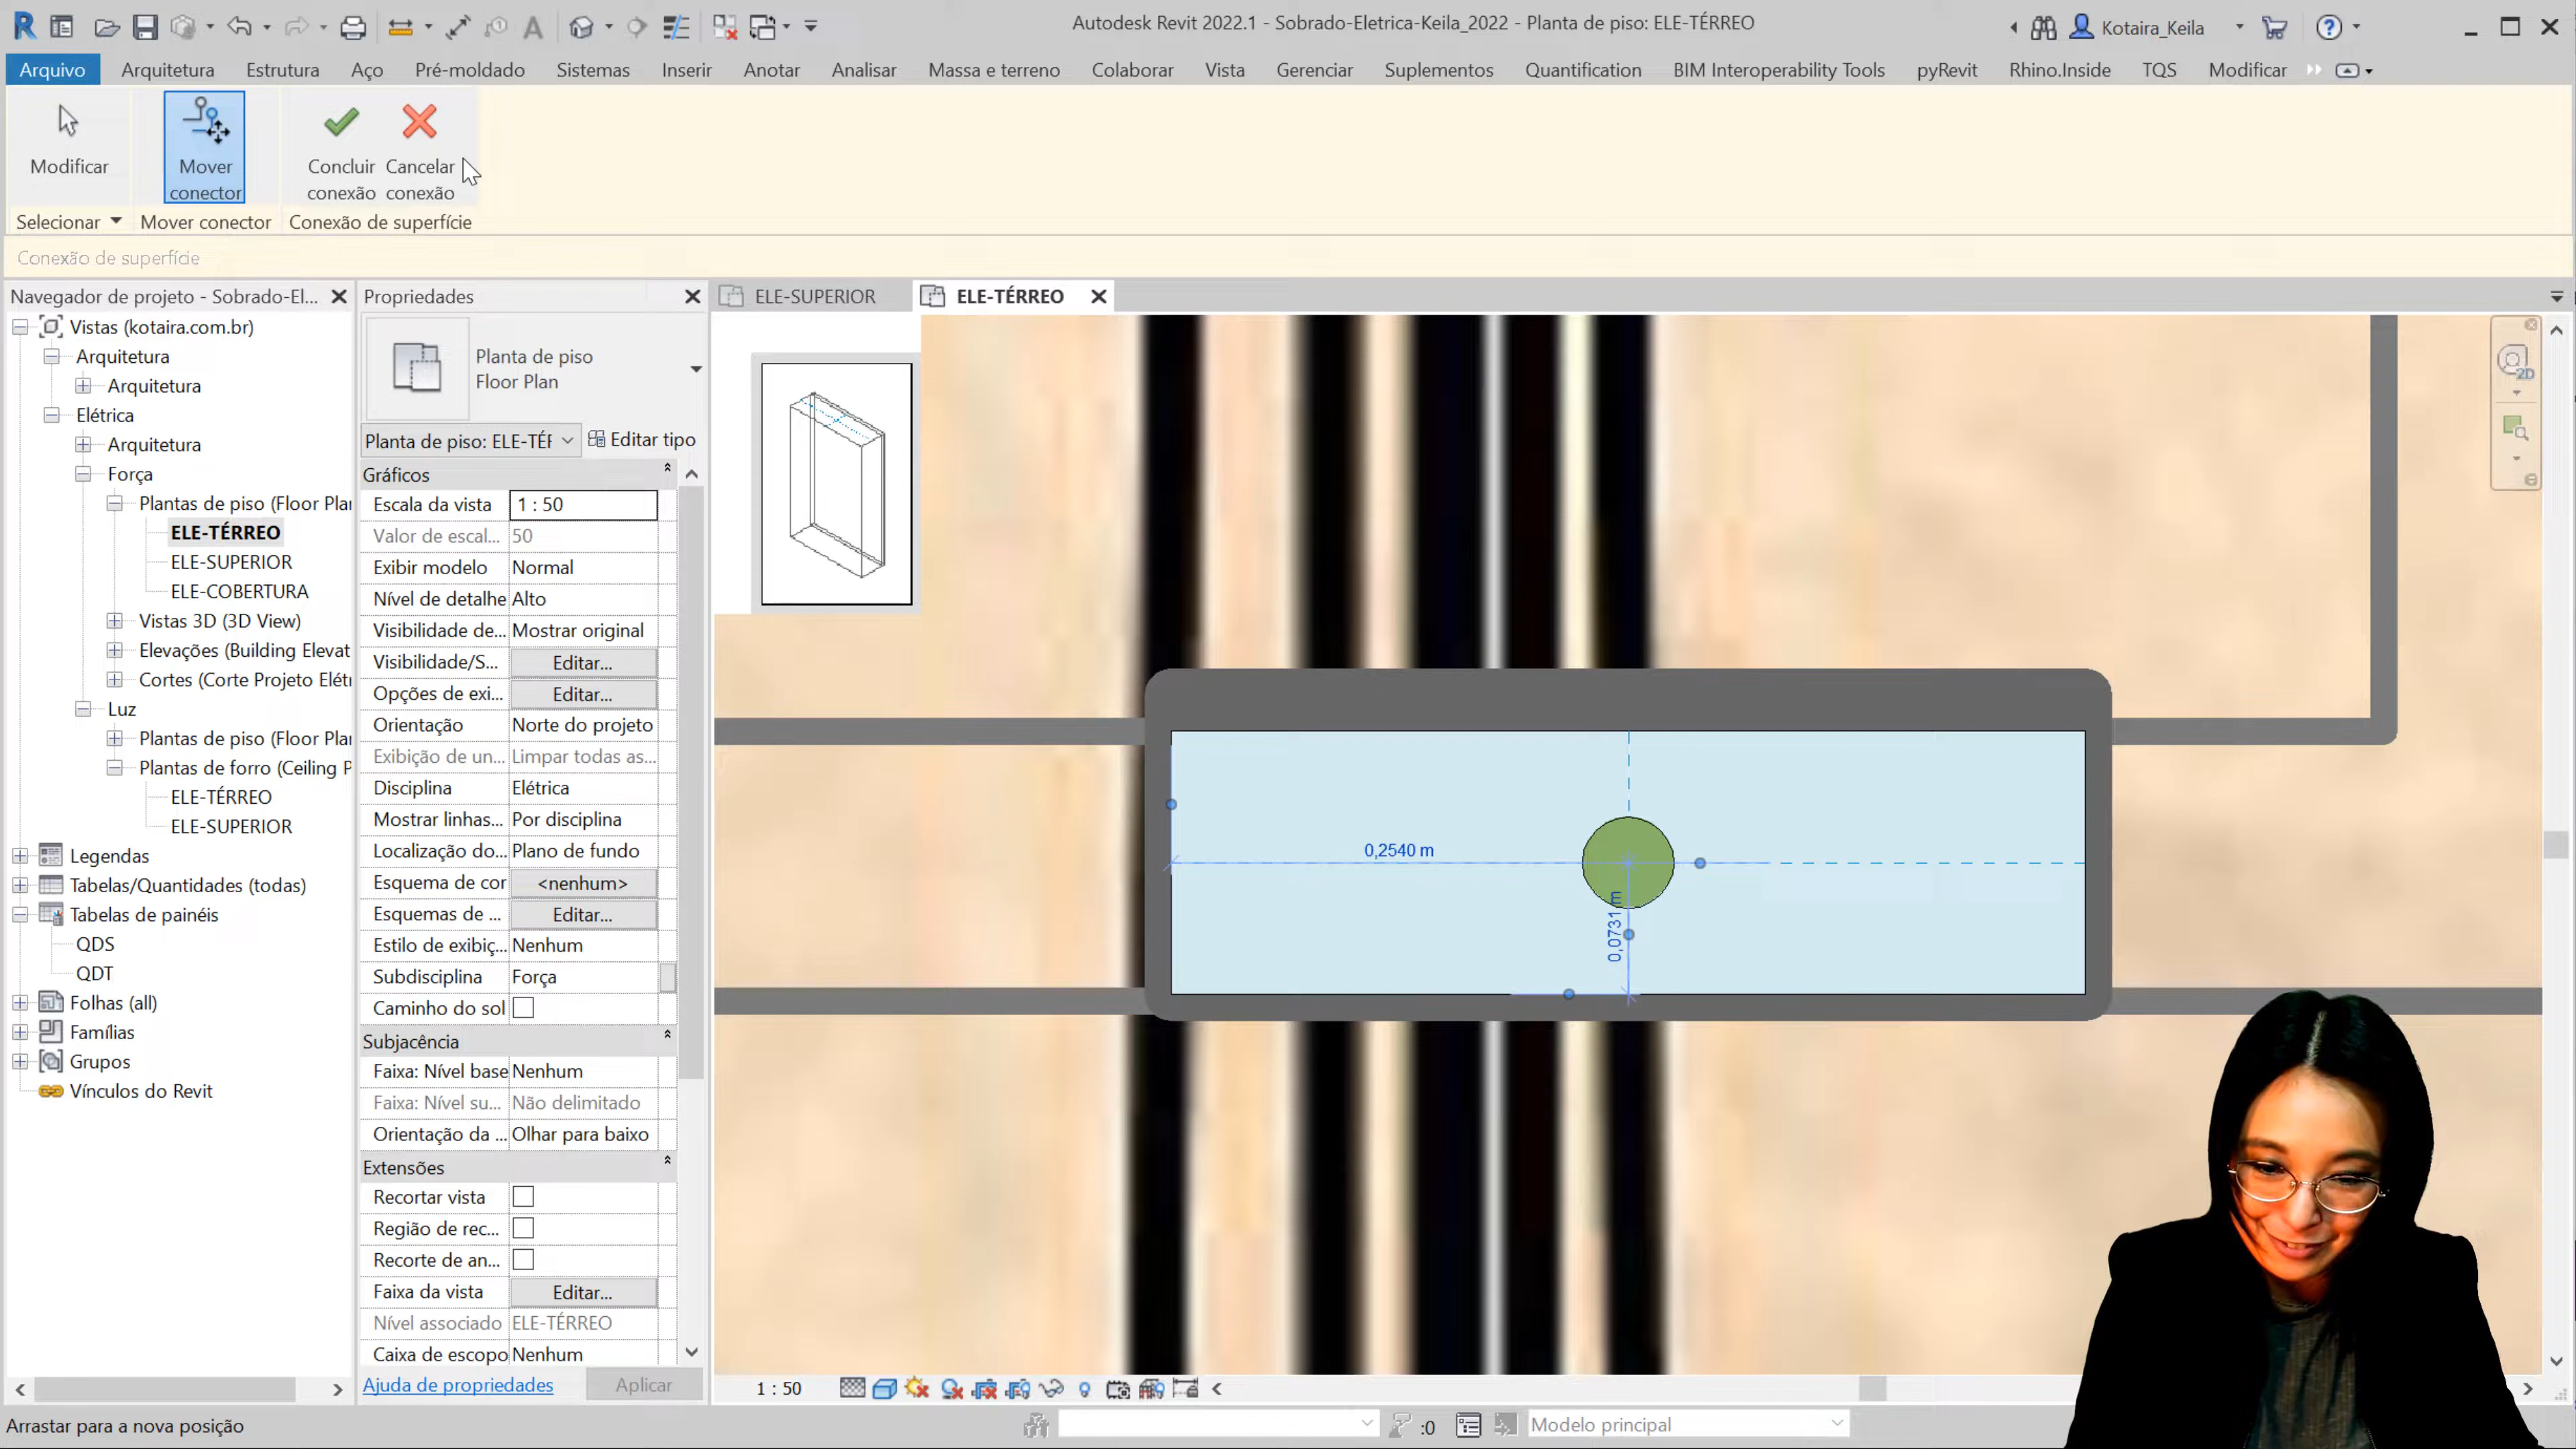 Autodesk Revit 2022.1 - Sobrado-Eletrica-Keila_2022 - Planta de piso: ELE-TÉRREO
Kotaira_Keila
Arquivo Arquitetura Estrutura Aço Pré-moldado Sistemas Inserir Anotar Analisar Massa e terreno Colaborar Vista Gerenciar Suplementos Quantification BIM Interoperability Tools pyRevit Rhino.Inside TQS Modificar
Modificar
Mover
conector
Concluir
conexão
Cancelar
conexão
Selecionar
Mover conector
Conexão de superfície
Conexão de superfície
Navegador de projeto - Sobrado-El...
Vistas (kotaira.com.br)
Arquitetura
Arquitetura
Elétrica
Arquitetura
Força
Plantas de piso (Floor Plar
ELE-TÉRREO
ELE-SUPERIOR
ELE-COBERTURA
Vistas 3D (3D View)
Elevações (Building Elevat
Cortes (Corte Projeto Elétr
Luz
Plantas de piso (Floor Plar
Plantas de forro (Ceiling P
ELE-TÉRREO
ELE-SUPERIOR
Legendas
Tabelas/Quantidades (todas)
Tabelas de painéis
QDS
QDT
Folhas (all)
Famílias
Grupos
Vínculos do Revit
Propriedades
Planta de piso
Floor Plan
Planta de piso: ELE-TÉF
Editar tipo
Gráficos
Escala da vista 1 : 50
Valor de escal... 50
Exibir modelo Normal
Nível de detalhe Alto
Visibilidade de... Mostrar original
Visibilidade/S... Editar...
Opções de exi... Editar...
Orientação Norte do projeto
Exibição de un... Limpar todas as...
Disciplina Elétrica
Mostrar linhas... Por disciplina
Localização do... Plano de fundo
Esquema de cor <nenhum>
Esquemas de ... Editar...
Estilo de exibiç... Nenhum
Subdisciplina Força
Caminho do sol
Subjacência
Faixa: Nível base Nenhum
Faixa: Nível su... Não delimitado
Orientação da ... Olhar para baixo
Extensões
Recortar vista
Região de rec...
Recorte de an...
Faixa da vista Editar...
Nível associado ELE-TÉRREO
Caixa de escopo Nenhum
Ajuda de propriedades
Aplicar
ELE-SUPERIOR
ELE-TÉRREO
2D
0,2540 m
0,0731 m
1 : 50
Arrastar para a nova posição
:0
Modelo principal